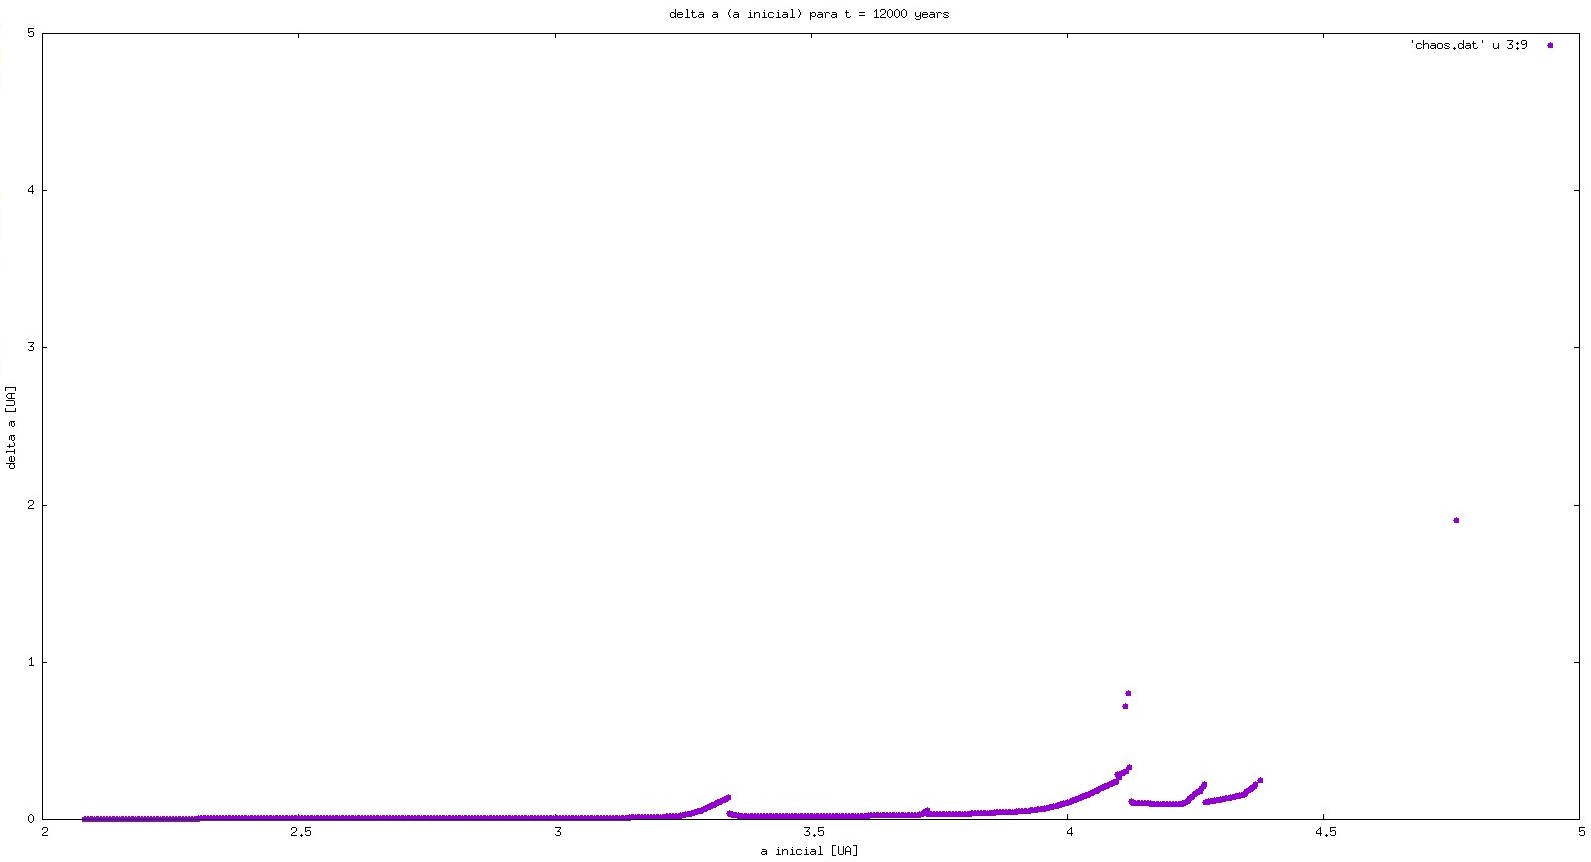 delta a (a inicial) para t = 12000 years
'chaos.dat' u 3:9
5
4
3
2
1
0
delta a [UA]
2 2.5 3 3.5 4 4.5 5
a inicial [UA]